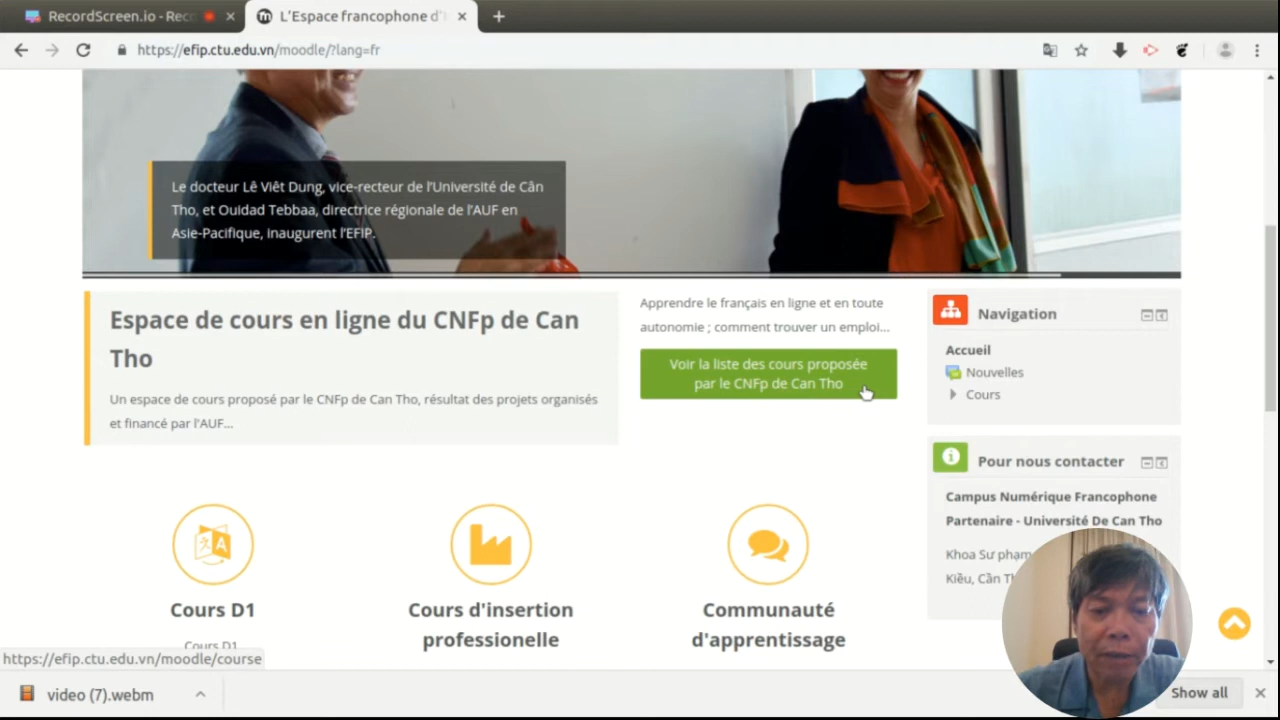 RecordScreen.io - Rec
L'Espace francophone d'i
https://efip.ctu.edu.vn/moodle/?lang=fr
Le docteur Lê Viêt Dung, vice-recteur de l'Université de Cân
Tho, et Ouidad Tebbaa, directrice régionale de l'AUF en
Asie-Pacifique, inaugurent l'EFIP.
Espace de cours en ligne du CNFp de Can
Tho
Un espace de cours proposé par le CNFp de Can Tho, résultat des projets organisés
et financé par l'AUF...
Apprendre le français en ligne et en toute
autonomie ; comment trouver un emploi...
Voir la liste des cours proposée
par le CNFp de Can Tho
Navigation
Accueil
Nouvelles
Cours
Pour nous contacter
Campus Numérique Francophone
Partenaire - Université De Can Tho
Khoa Sư phạm
Kiều, Cần
Cours D1
Cours D1
Cours d'insertion
professionelle
Communauté
d'apprentissage
https://efip.ctu.edu.vn/moodle/course
video (7).webm
Show all